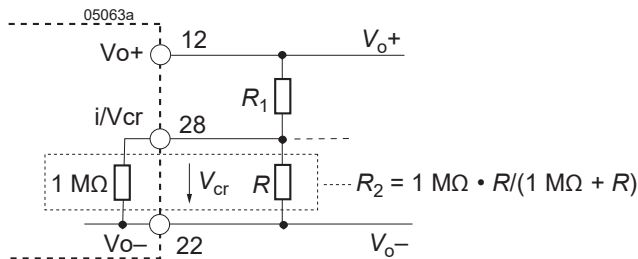 05063a
Vo+
12
Vo+
R1
i/Vcr
28
1 MΩ
Vcr
R
R2 = 1 MΩ • R/(1 MΩ + R)
Vo–
22
Vo–